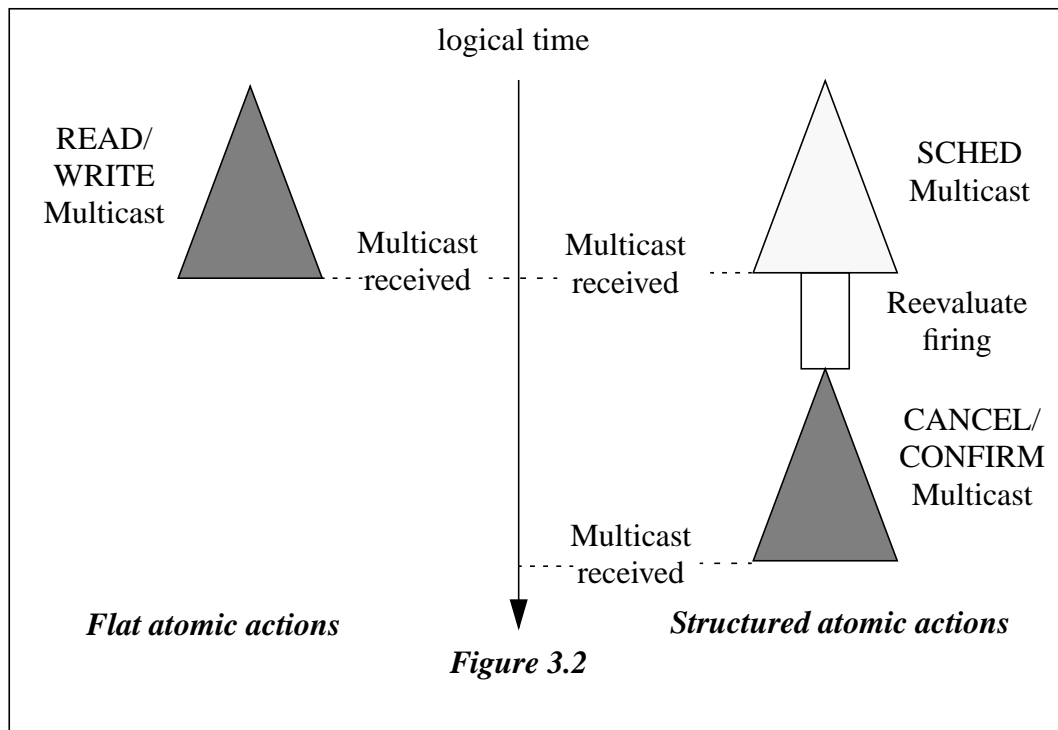 logical time
READ/
WRITE
Multicast
SCHED
Multicast
Multicast
received
Multicast
received
Reevaluate
firing
CANCEL/
CONFIRM
Multicast
Multicast
received
Flat atomic actions
Structured atomic actions
Figure 3.2